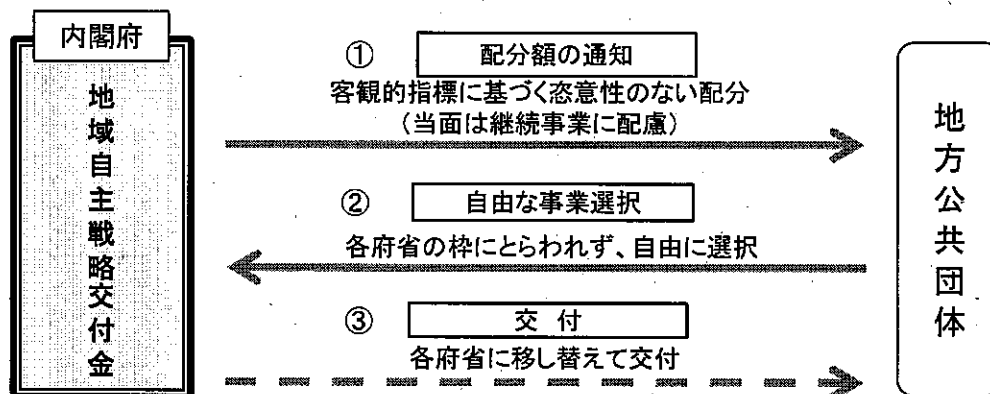 内閣府
地域自主戦略交付金
① 配分額の通知
客観的指標に基づく恣意性のない配分
（当面は継続事業に配慮）
② 自由な事業選択
各府省の枠にとらわれず、自由に選択
③ 交付
各府省に移し替えて交付
地方公共団体